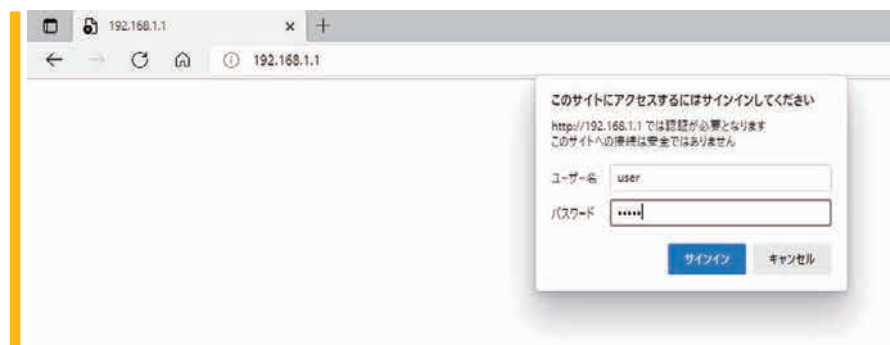 192.168.1.1
192.168.1.1
このサイトにアクセスするにはサインインしてください
http://192.168.1.1 では認証が必要となります
このサイトへの接続は安全ではありません
ユーザー名 user
パスワード •••••
サインイン キャンセル